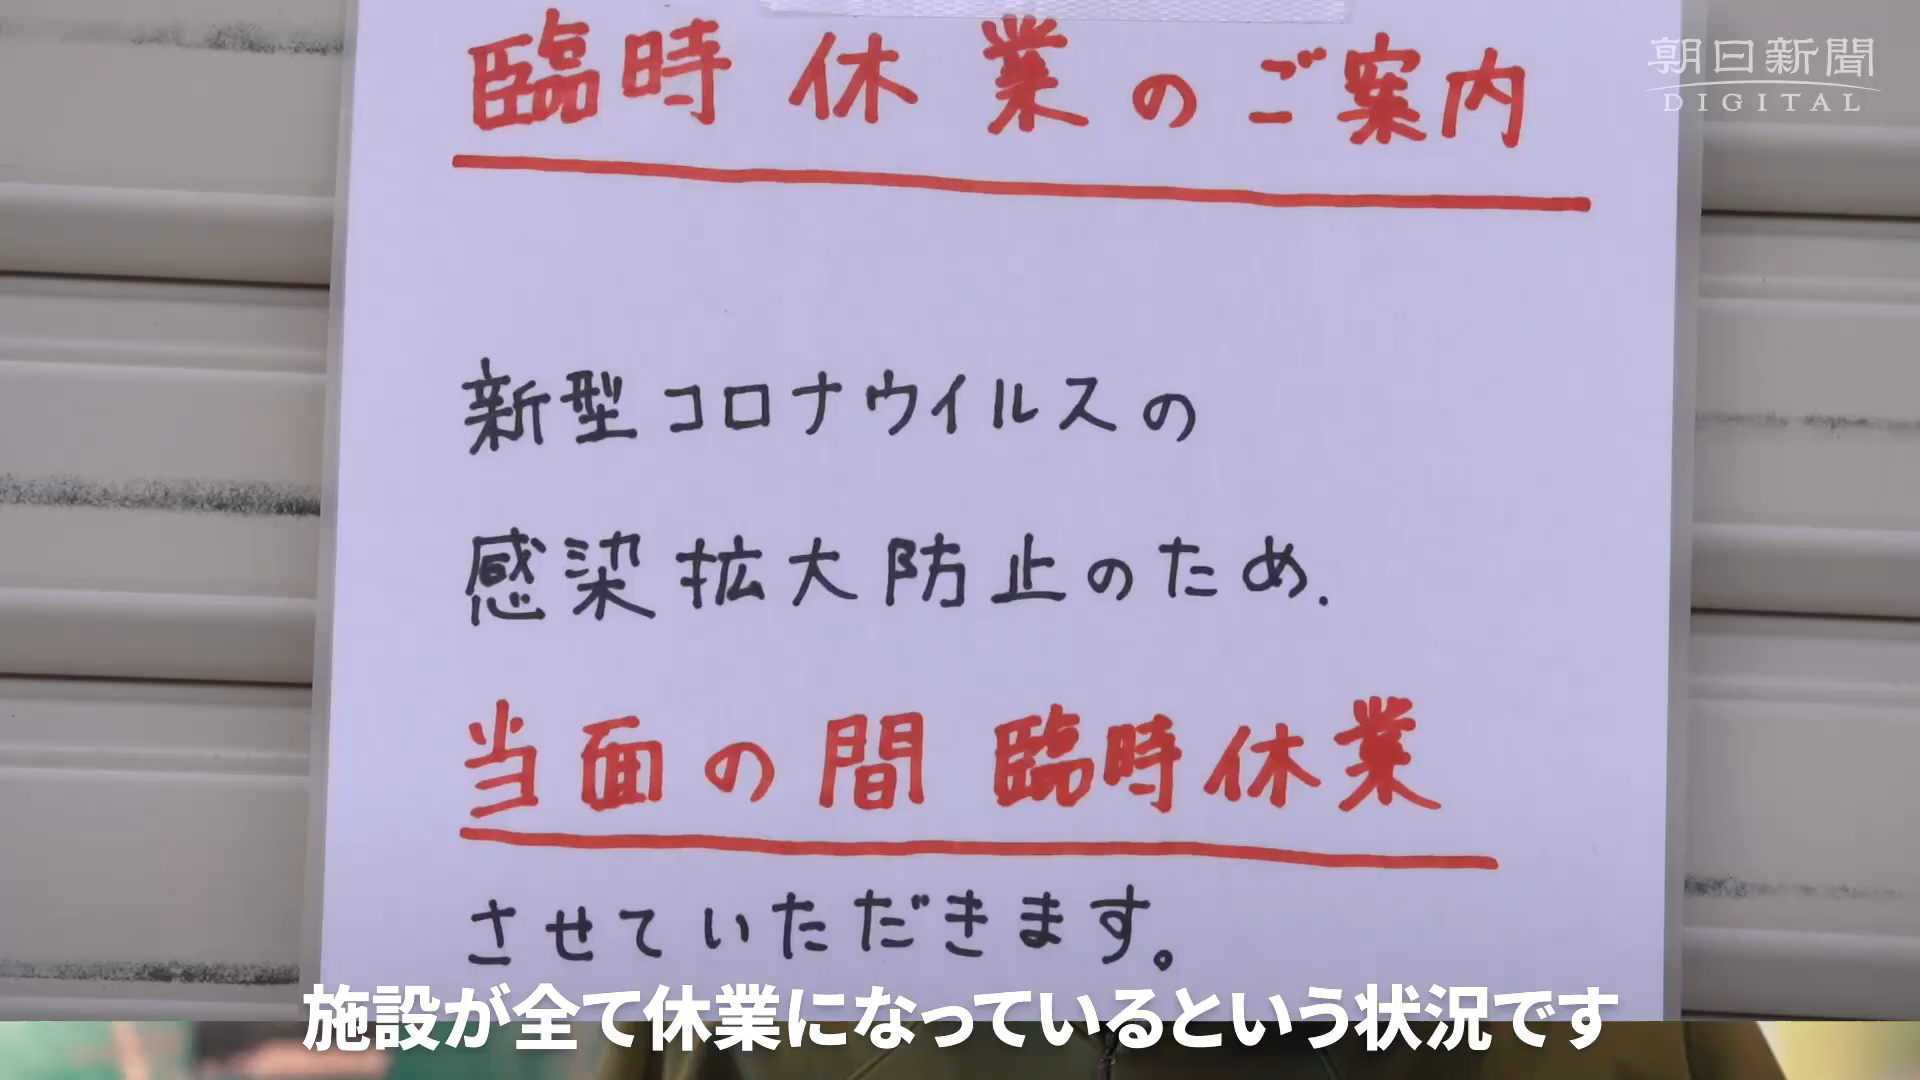 朝日新聞
DIGITAL
臨時休業のご案内
新型コロナウイルスの
感染拡大防止のため.
当面の間 臨時休業
させていただきます。
施設が全て休業になっているという状況です